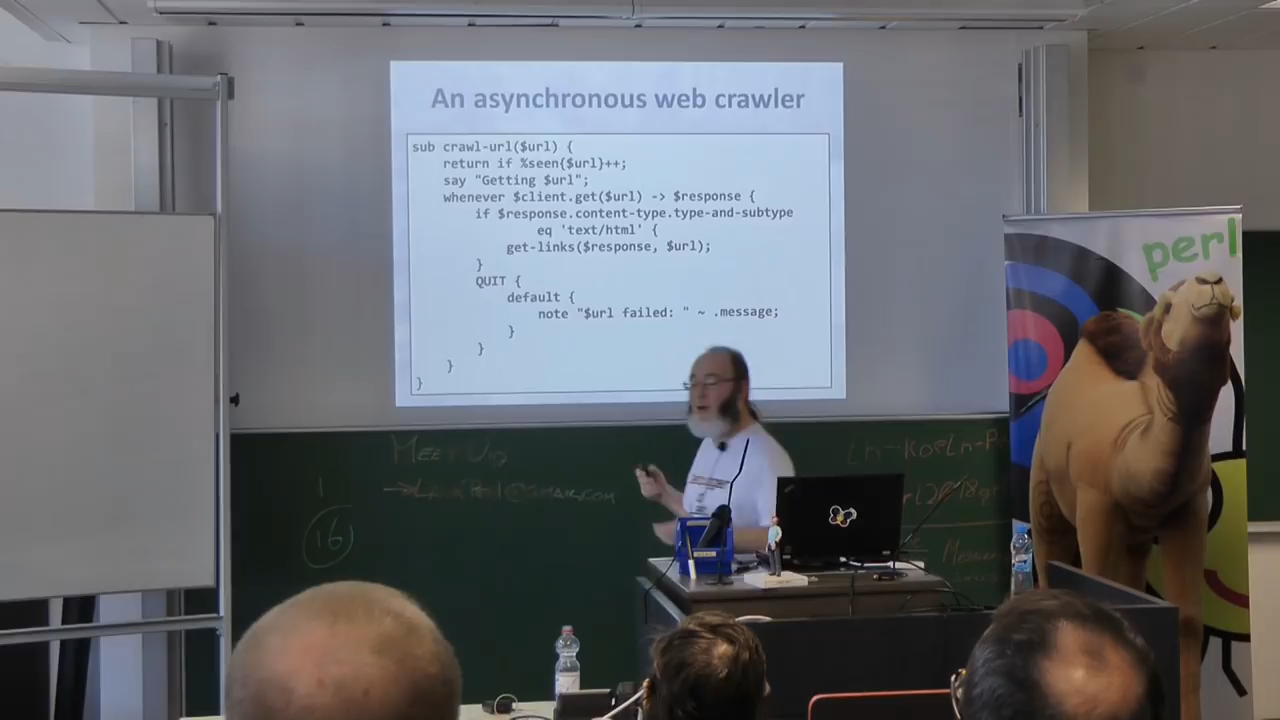 An asynchronous web crawler
sub crawl-url($url) {
return if %seen{$url}++;
say "Getting $url";
whenever $client.get($url) -> $response {
if $response.content-type.type-and-subtype
eq 'text/html' {
get-links($response, $url);
}
QUIT {
default {
note "$url failed: " ~ .message;
}
}
}
}
perl
1
16